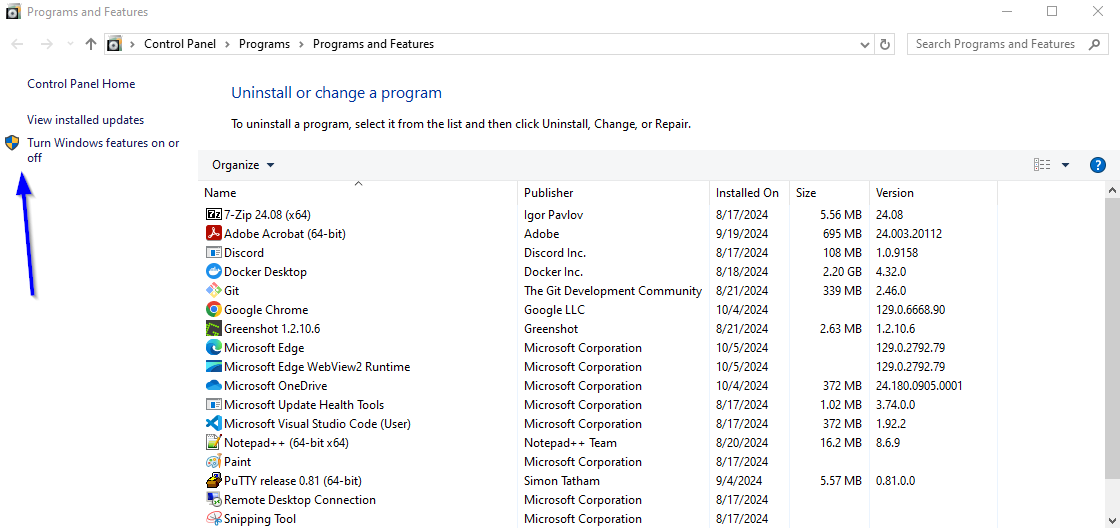 Programs and Features
Control Panel > Programs > Programs and Features
Search Programs and Features
Control Panel Home
View installed updates
Turn Windows features on or
off
Uninstall or change a program
To uninstall a program, select it from the list and then click Uninstall, Change, or Repair.
Organize
Name Publisher Installed On Size Version
7-Zip 24.08 (x64) Igor Pavlov 8/17/2024 5.56 MB 24.08
Adobe Acrobat (64-bit) Adobe 9/19/2024 695 MB 24.003.20112
Discord Discord Inc. 8/17/2024 108 MB 1.0.9158
Docker Desktop Docker Inc. 8/18/2024 2.20 GB 4.32.0
Git The Git Development Community 8/21/2024 339 MB 2.46.0
Google Chrome Google LLC 10/4/2024 129.0.6668.90
Greenshot 1.2.10.6 Greenshot 8/21/2024 2.63 MB 1.2.10.6
Microsoft Edge Microsoft Corporation 10/5/2024 129.0.2792.79
Microsoft Edge WebView2 Runtime Microsoft Corporation 10/5/2024 129.0.2792.79
Microsoft OneDrive Microsoft Corporation 10/4/2024 372 MB 24.180.0905.0001
Microsoft Update Health Tools Microsoft Corporation 8/17/2024 1.02 MB 3.74.0.0
Microsoft Visual Studio Code (User) Microsoft Corporation 8/17/2024 372 MB 1.92.2
Notepad++ (64-bit x64) Notepad++ Team 8/20/2024 16.2 MB 8.6.9
Paint Microsoft Corporation 8/17/2024
PuTTY release 0.81 (64-bit) Simon Tatham 9/4/2024 5.57 MB 0.81.0.0
Remote Desktop Connection Microsoft Corporation 8/17/2024
Snipping Tool Microsoft Corporation 8/17/2024